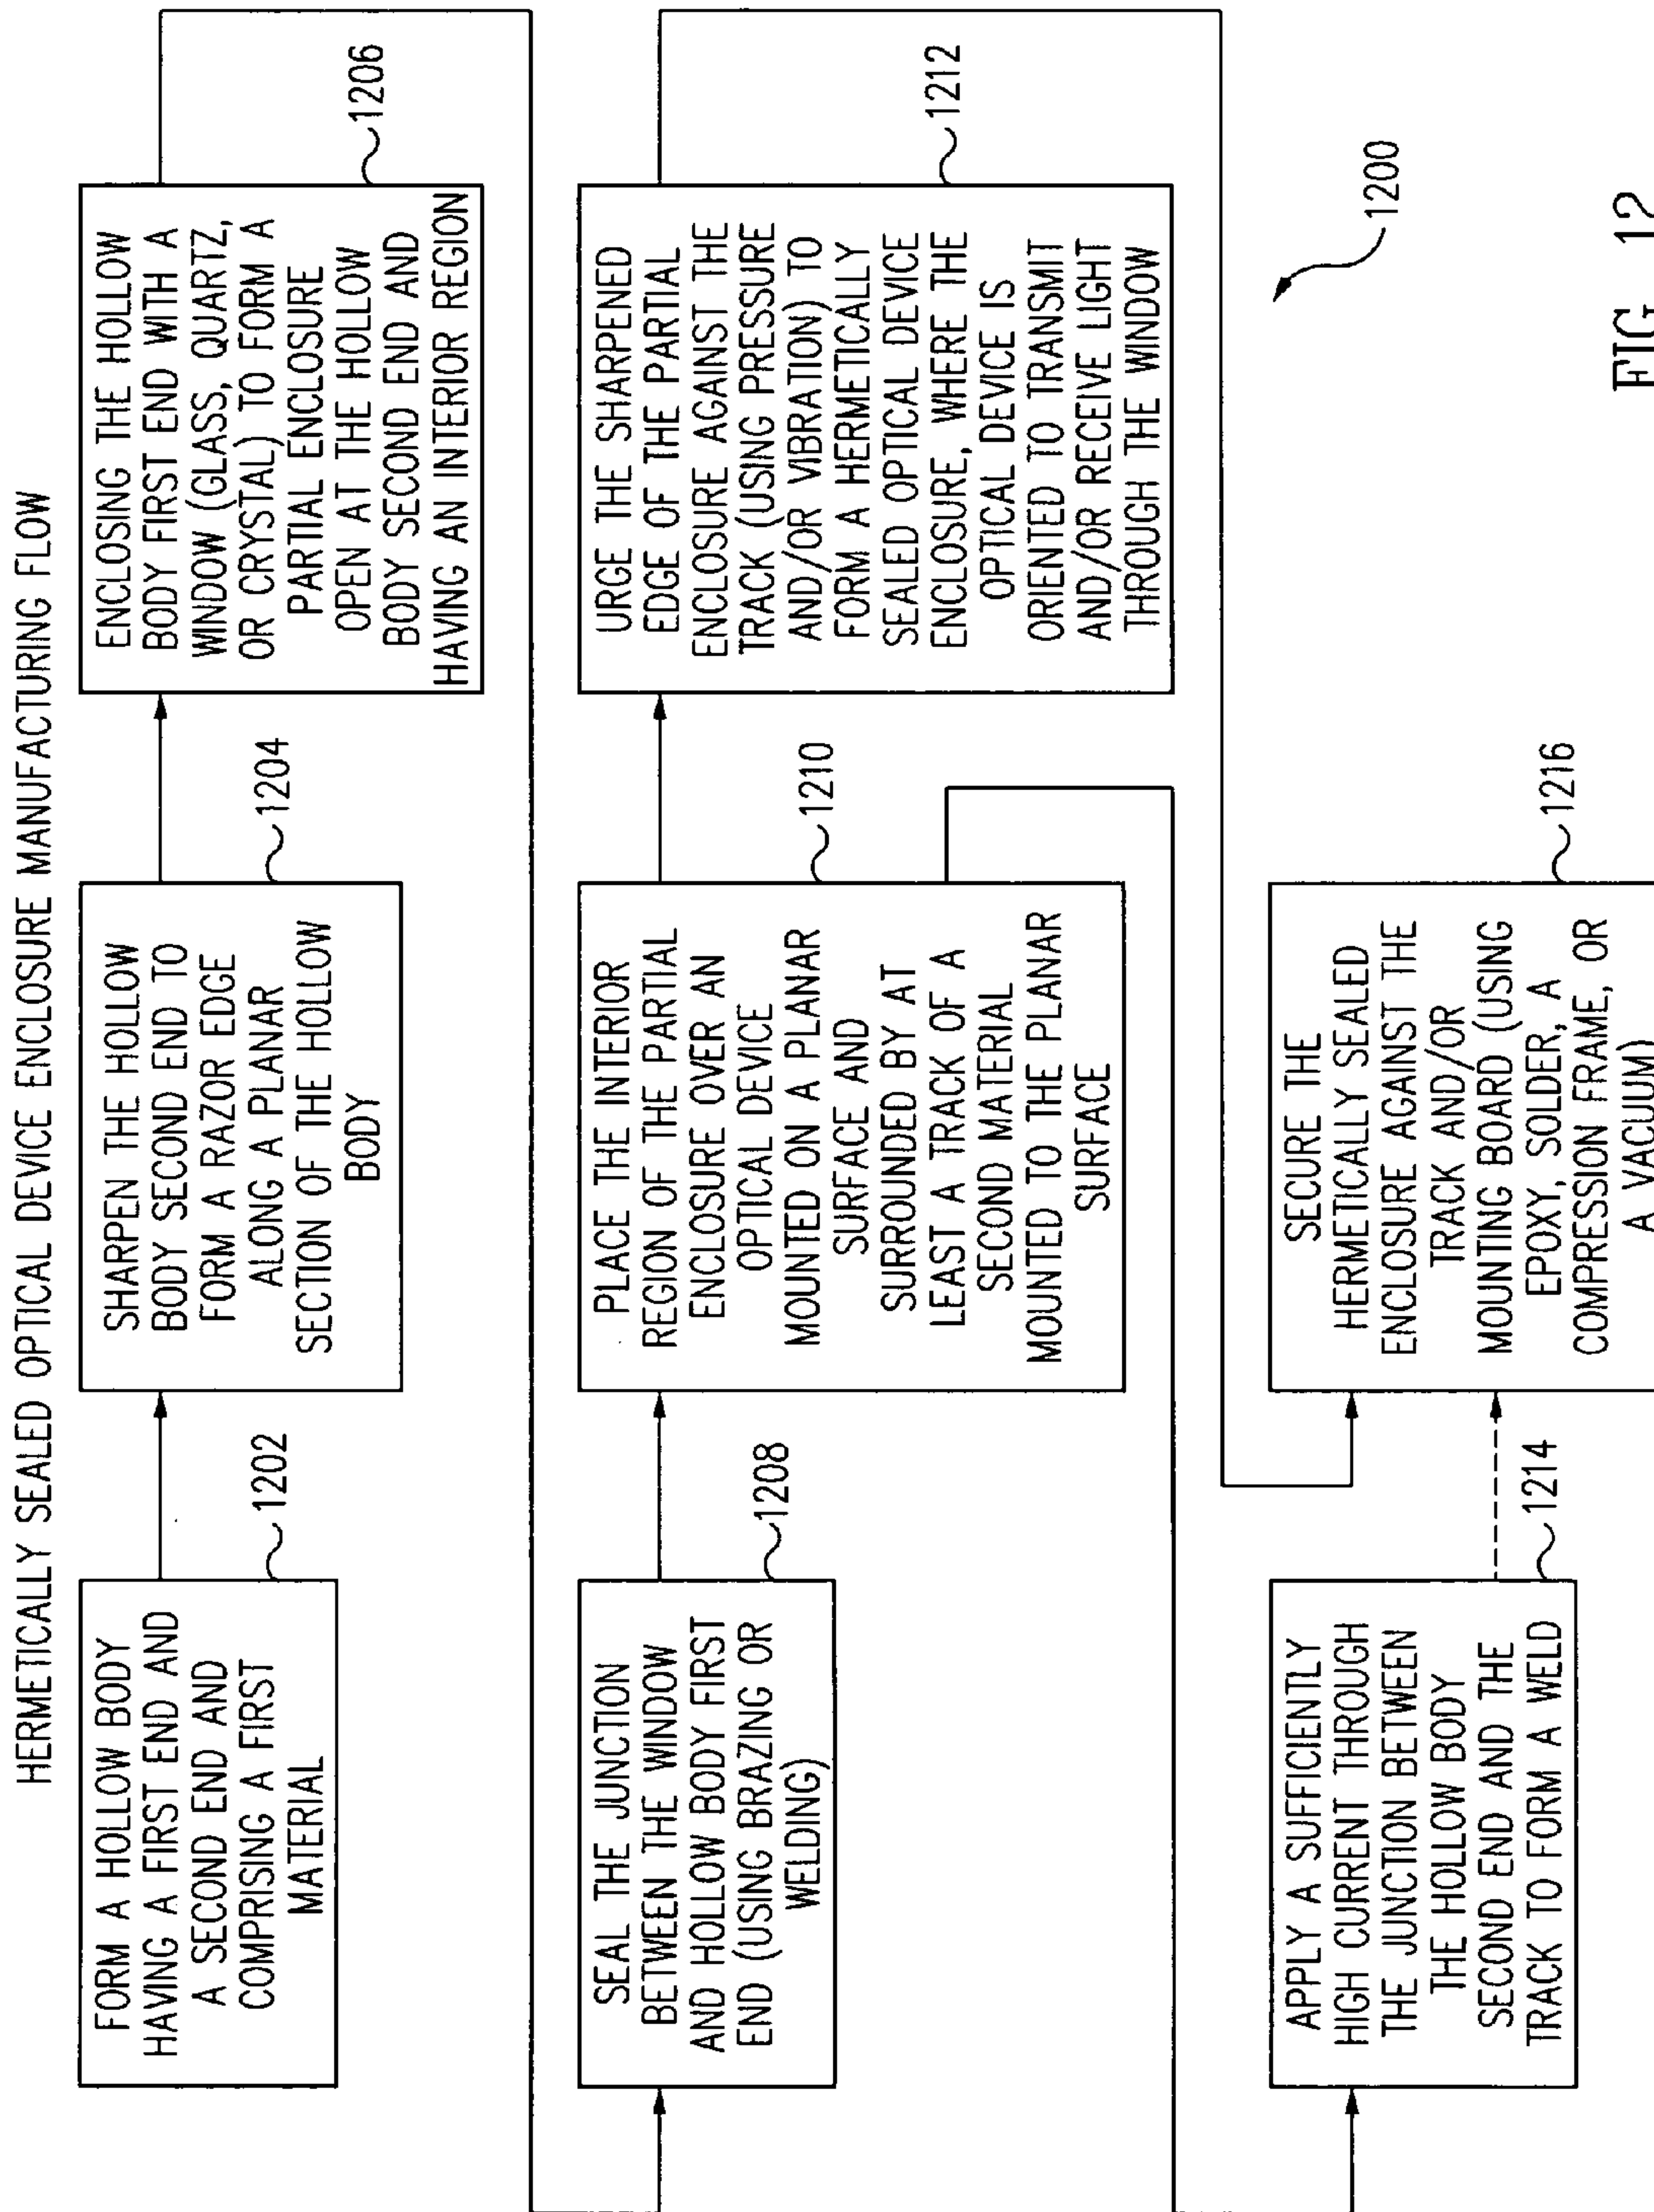 HERMETICALLY SEALED OPTICAL DEVICE ENCLOSURE MANUFACTURING FLOW
FORM A HOLLOW BODY
HAVING A FIRST END AND
A SECOND END AND
COMPRISING A FIRST
MATERIAL
1202
SHARPEN THE HOLLOW
BODY SECOND END TO
FORM A RAZOR EDGE
ALONG A PLANAR
SECTION OF THE HOLLOW
BODY
1204
ENCLOSING THE HOLLOW
BODY FIRST END WITH A
WINDOW (GLASS, QUARTZ,
OR CRYSTAL) TO FORM A
PARTIAL ENCLOSURE
OPEN AT THE HOLLOW
BODY SECOND END AND
HAVING AN INTERIOR REGION
1206
SEAL THE JUNCTION
BETWEEN THE WINDOW
AND HOLLOW BODY FIRST
END (USING BRAZING OR
WELDING)
1208
PLACE THE INTERIOR
REGION OF THE PARTIAL
ENCLOSURE OVER AN
OPTICAL DEVICE
MOUNTED ON A PLANAR
SURFACE AND
SURROUNDED BY AT
LEAST A TRACK OF A
SECOND MATERIAL
MOUNTED TO THE PLANAR
SURFACE
1210
URGE THE SHARPENED
EDGE OF THE PARTIAL
ENCLOSURE AGAINST THE
TRACK (USING PRESSURE
AND/OR VIBRATION) TO
FORM A HERMETICALLY
SEALED OPTICAL DEVICE
ENCLOSURE, WHERE THE
OPTICAL DEVICE IS
ORIENTED TO TRANSMIT
AND/OR RECEIVE LIGHT
THROUGH THE WINDOW
1212
APPLY A SUFFICIENTLY
HIGH CURRENT THROUGH
THE JUNCTION BETWEEN
THE HOLLOW BODY
SECOND END AND THE
TRACK TO FORM A WELD
1214
SECURE THE
HERMETICALLY SEALED
ENCLOSURE AGAINST THE
TRACK AND/OR
MOUNTING BOARD (USING
EPOXY, SOLDER, A
COMPRESSION FRAME, OR
A VACUUM)
1216
1200
FIG. 12